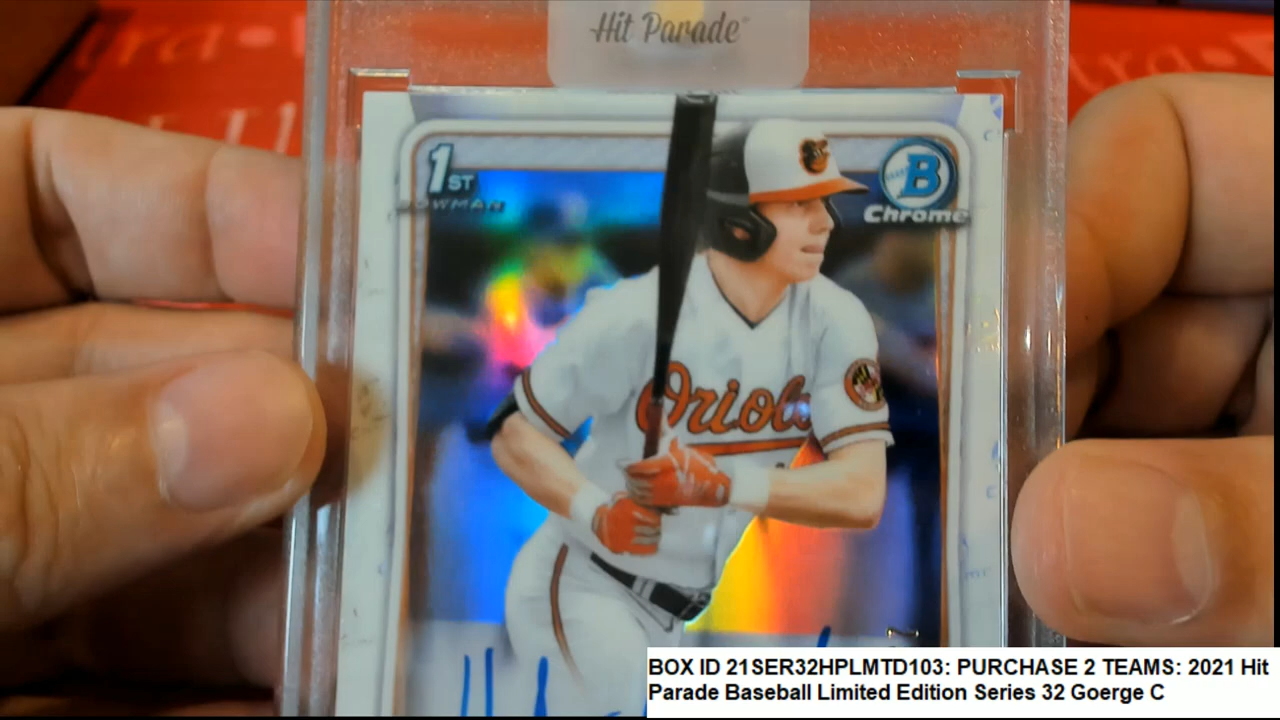 Hit Parade
1ST
BOWMAN
B
Chrome
Orioles
BOX ID 21SER32HPLMTD103: PURCHASE 2 TEAMS: 2021 Hit
Parade Baseball Limited Edition Series 32 Goerge C